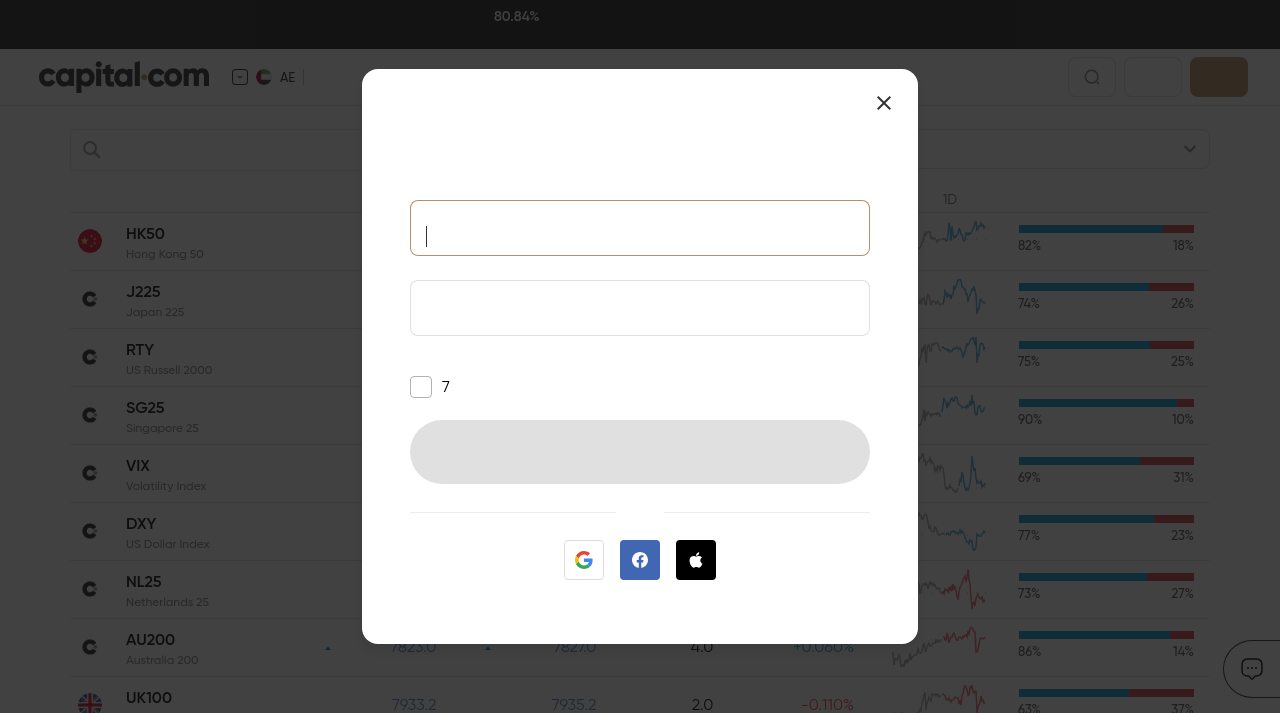 80.84%
capital.com
AE
1D
HK50
Hong Kong 50
82% 18%
J225
Japan 225
74% 26%
RTY
US Russell 2000
75% 25%
SG25
Singapore 25
90% 10%
VIX
Volatility Index
69% 31%
DXY
US Dollar Index
77% 23%
NL25
Netherlands 25
73% 27%
AU200
Australia 200
7823.0 7827.0 4.0 +0.060%
86% 14%
UK100
7933.2 7935.2 2.0 -0.110%
63% 37%
7